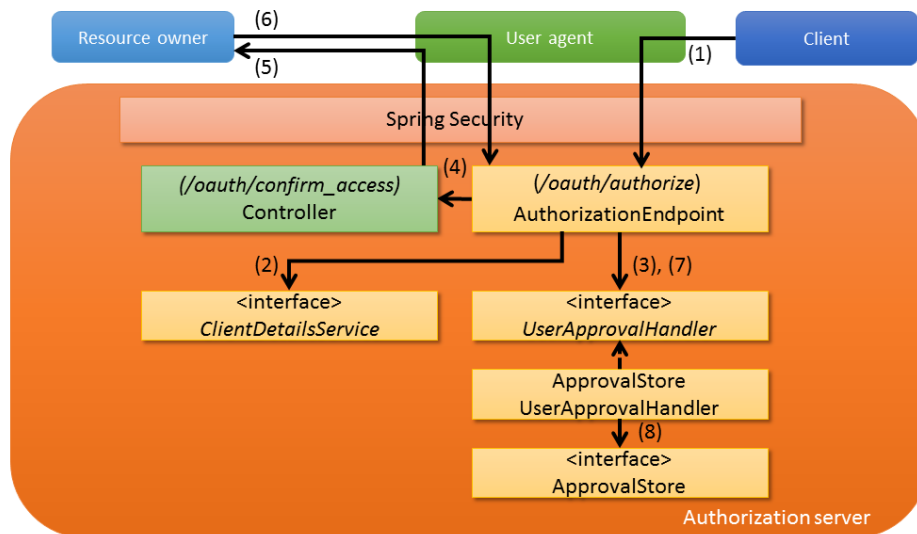 (6)
Resource owner
User agent
Client
(5)
(1)
Spring Security
(/oauth/confirm_access)
Controller
(4)
(/oauth/authorize)
AuthorizationEndpoint
(2)
(3), (7)
<interface>
ClientDetailsService
<interface>
UserApprovalHandler
ApprovalStore
UserApprovalHandler
(8)
<interface>
ApprovalStore
Authorization server